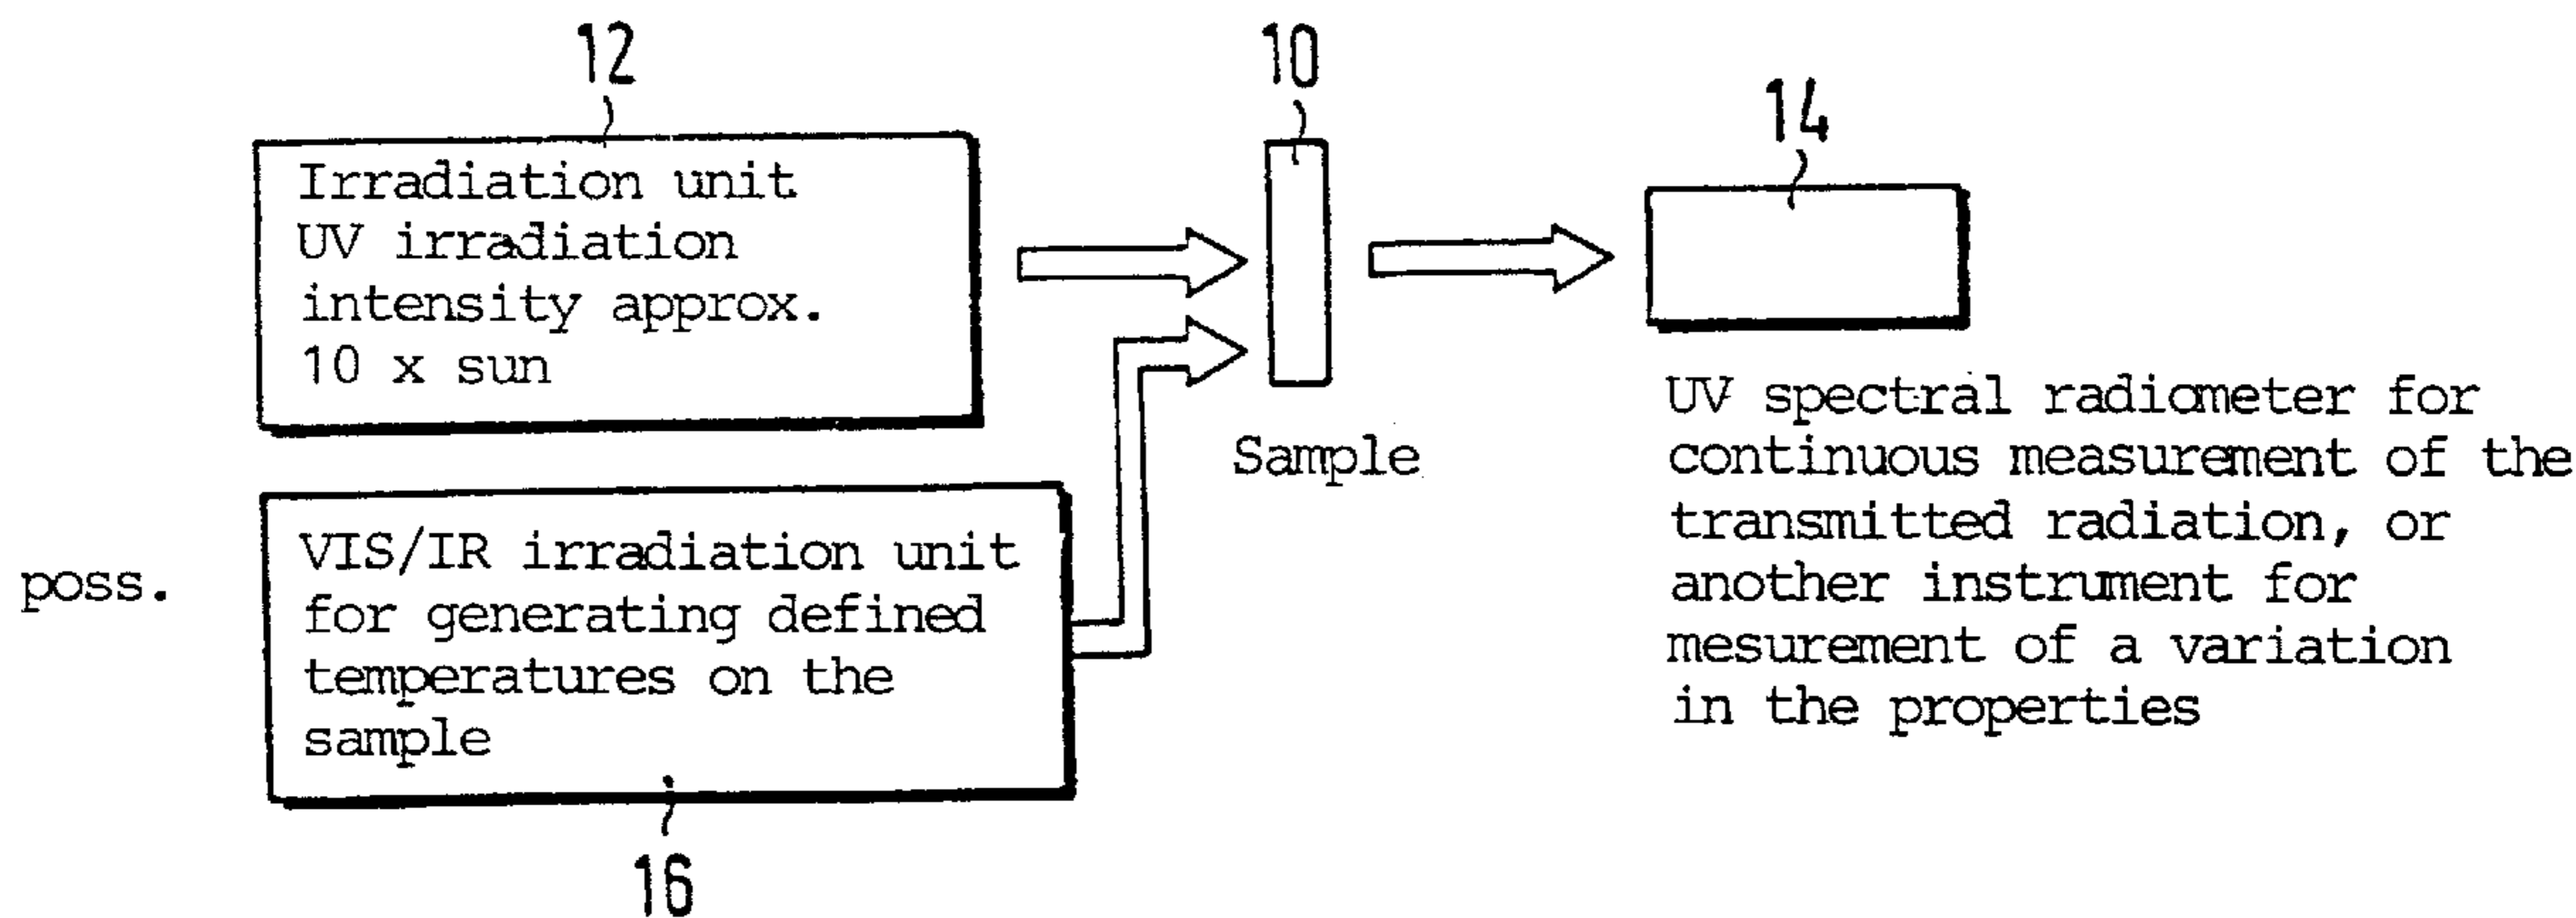 12
Irradiation unit
UV irradiation
intensity approx.
10 x sun
10
Sample
14
UV spectral radiometer for
continuous measurement of the
transmitted radiation, or
another instrument for
mesurement of a variation
in the properties
poss.
VIS/IR irradiation unit
for generating defined
temperatures on the
sample
16